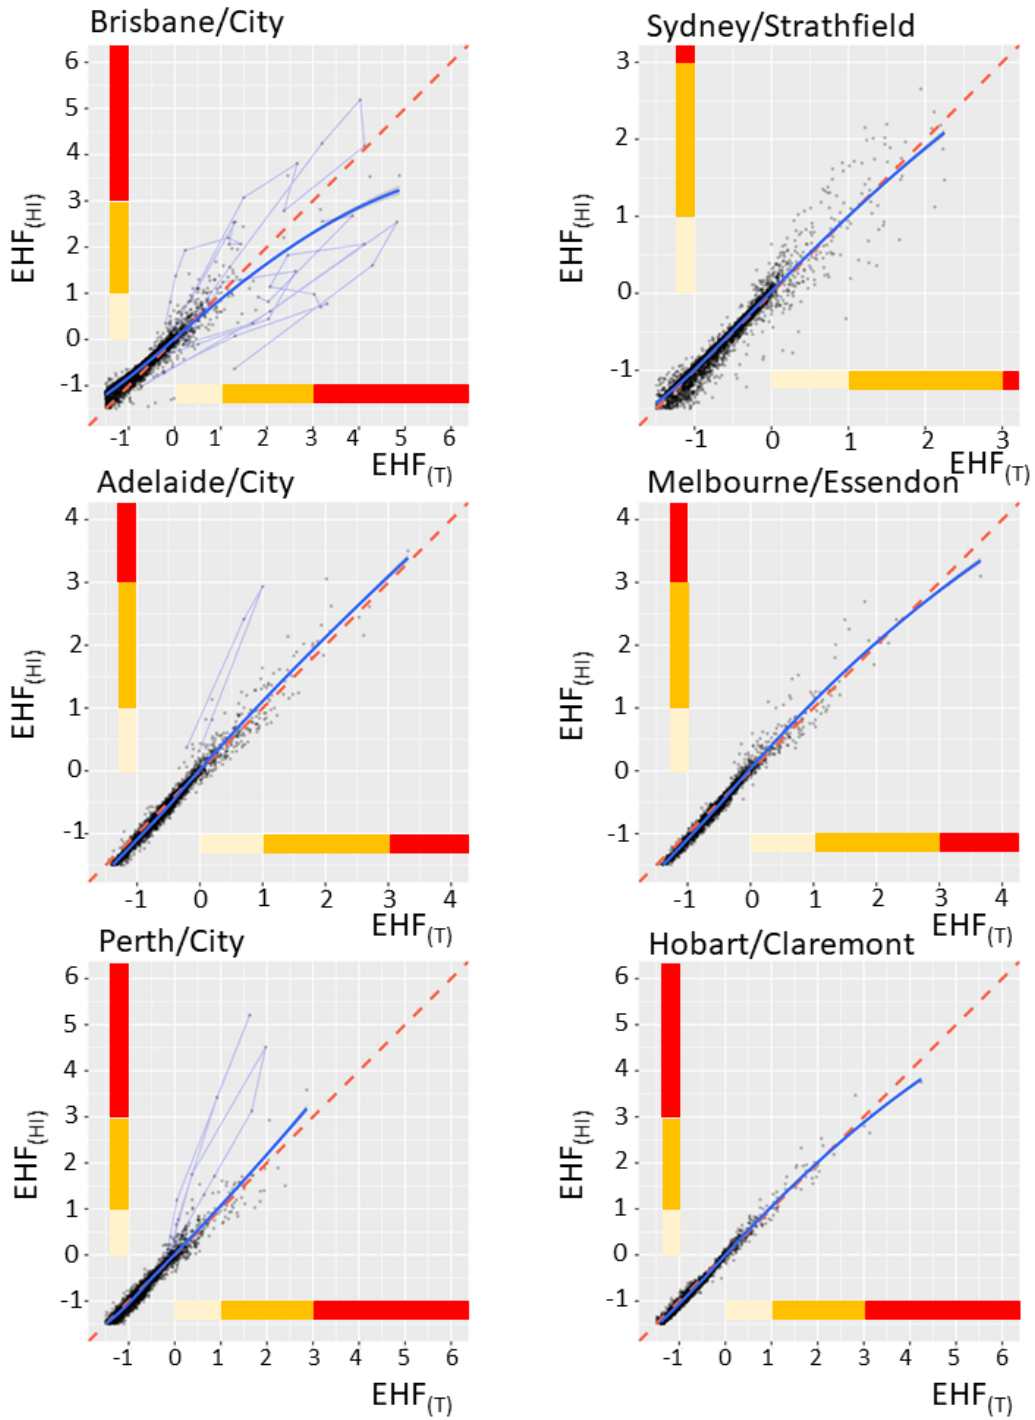 Brisbane/City
6
5
4
3
2
1
0
-1
EHF(HI)
-1 0 1 2 3 4 5 6
EHF(T)
Sydney/Strathfield
3
2
1
0
-1
EHF(HI)
-1 0 1 2 3
EHF(T)
Adelaide/City
4
3
2
1
0
-1
EHF(HI)
-1 0 1 2 3 4
EHF(T)
Melbourne/Essendon
4
3
2
1
0
-1
EHF(HI)
-1 0 1 2 3 4
EHF(T)
Perth/City
6
5
4
3
2
1
0
-1
EHF(HI)
-1 0 1 2 3 4 5 6
EHF(T)
Hobart/Claremont
6
5
4
3
2
1
0
-1
EHF(HI)
-1 0 1 2 3 4 5 6
EHF(T)